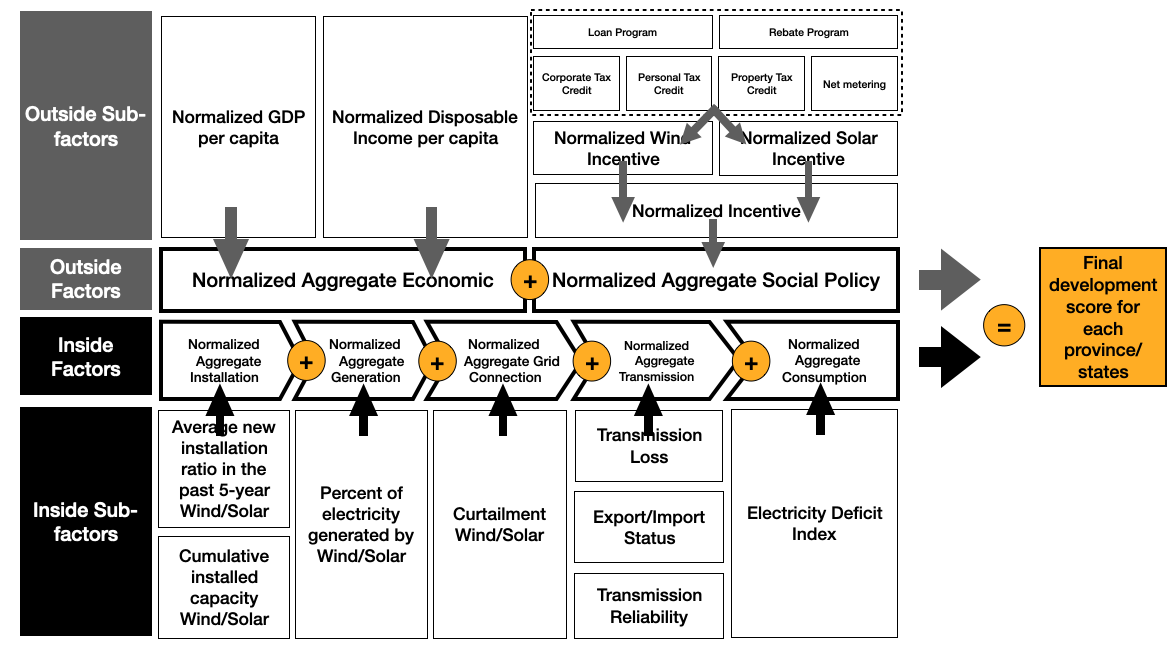 Outside Sub-
factors
Normalized GDP
per capita
Normalized Disposable
Income per capita
Loan Program
Rebate Program
Corporate Tax
Credit
Personal Tax
Credit
Property Tax
Credit
Net metering
Normalized Wind
Incentive
Normalized Solar
Incentive
Normalized Incentive
Outside
Factors
Normalized Aggregate Economic
+
Normalized Aggregate Social Policy
Inside
Factors
Normalized
Aggregate
Installation
+
Normalized
Aggregate
Generation
+
Normalized
Aggregate Grid
Connection
+
Normalized
Aggregate
Transmission
+
Normalized
Aggregate
Consumption
=
Final
development
score for
each
province/
states
Inside Sub-
factors
Average new
installation
ratio in the
past 5-year
Wind/Solar
Cumulative
installed
capacity
Wind/Solar
Percent of
electricity
generated by
Wind/Solar
Curtailment
Wind/Solar
Transmission
Loss
Export/Import
Status
Transmission
Reliability
Electricity Deficit
Index